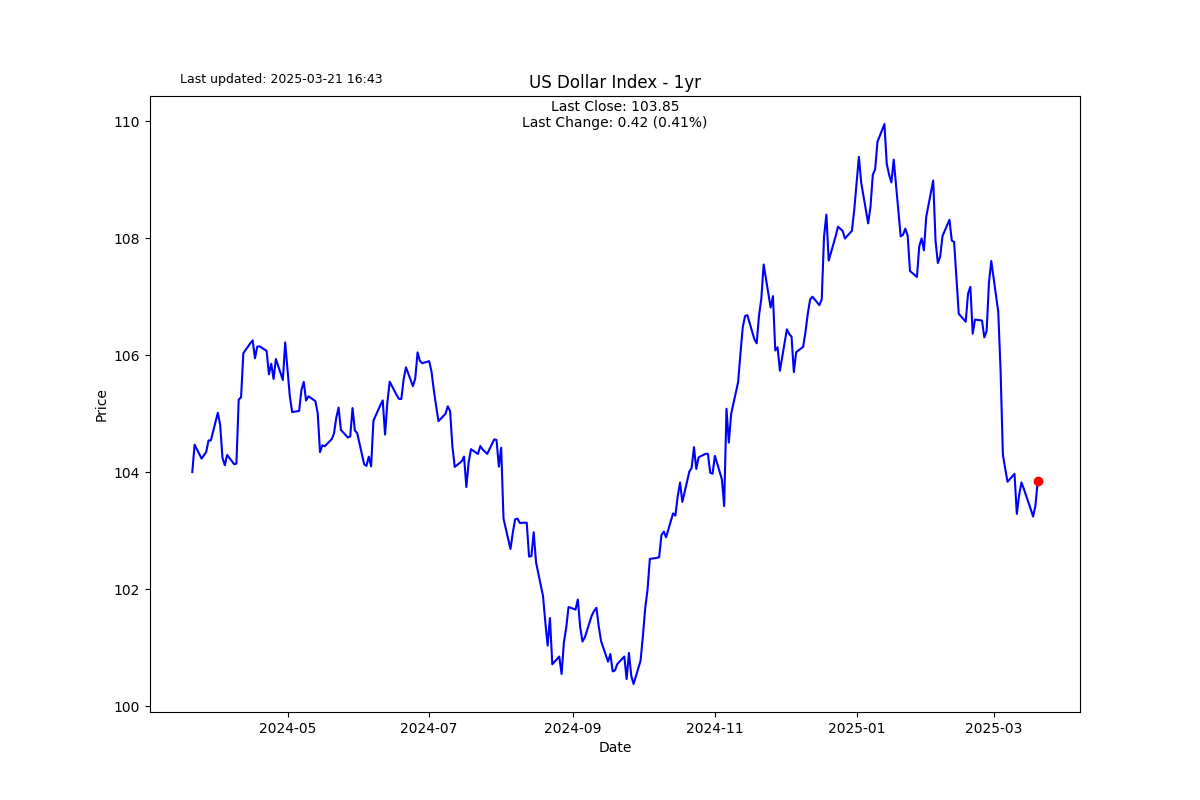 Last updated: 2025-03-21 16:43
US Dollar Index - 1yr
Last Close: 103.85
Last Change: 0.42 (0.41%)
110
108
106
104
102
100
Price
2024-05
2024-07
2024-09
2024-11
2025-01
2025-03
Date